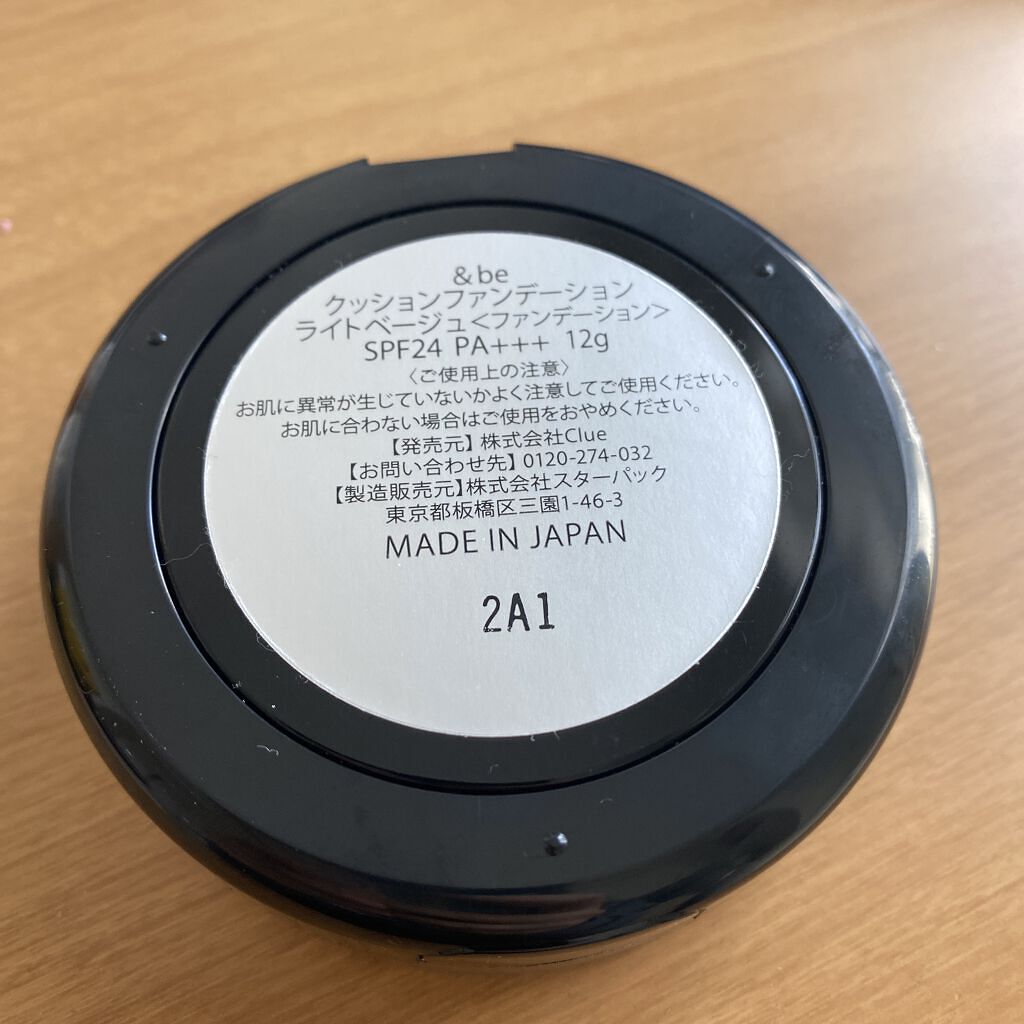 &be
クッションファンデーション
ライトベージュ<ファンデーション>
SPF24 PA+++ 12g
〈ご使用上の注意〉
お肌に異常が生じていないかよく注意してご使用ください。
お肌に合わない場合はご使用をおやめください。
【発売元】株式会社Clue
【お問い合わせ先】0120-274-032
【製造販売元】株式会社スターパック
東京都板橋区三園1-46-3
MADE IN JAPAN
2A1